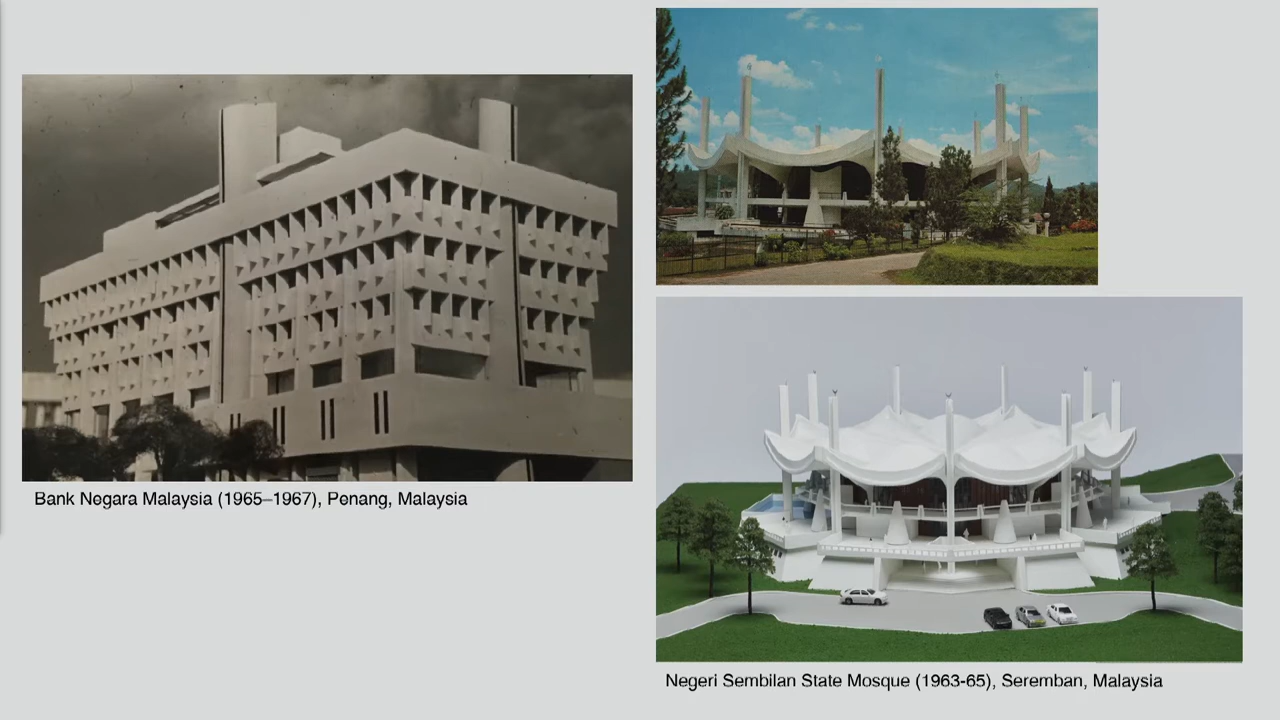 Bank Negara Malaysia (1965–1967), Penang, Malaysia
Negeri Sembilan State Mosque (1963-65), Seremban, Malaysia